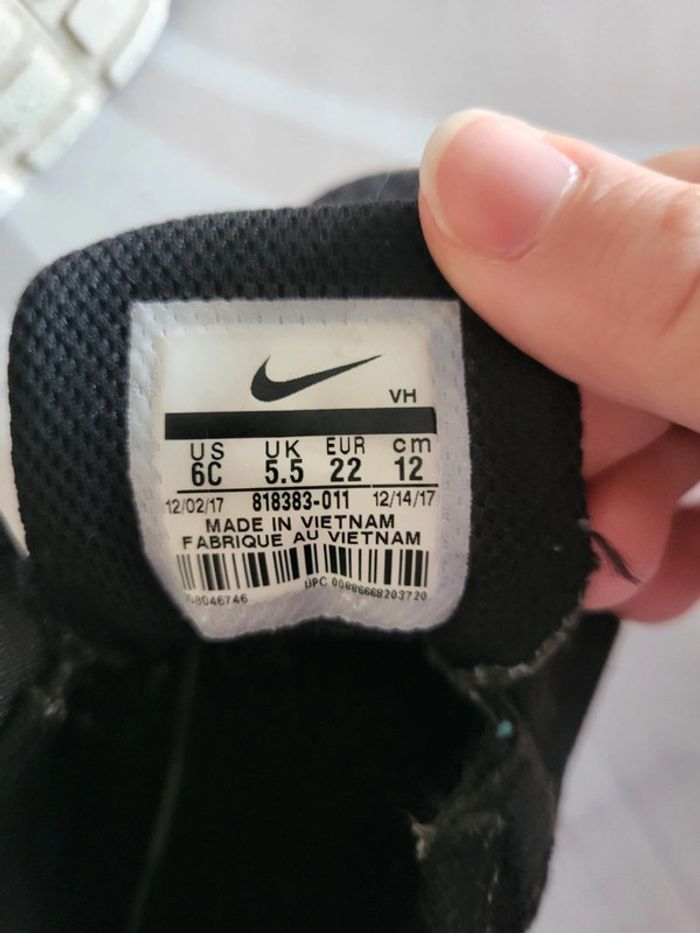 VH
US UK EUR cm
6C 5.5 22 12
12/02/17 818383-011 12/14/17
MADE IN VIETNAM
FABRIQUE AU VIETNAM
UPC 00886668203720